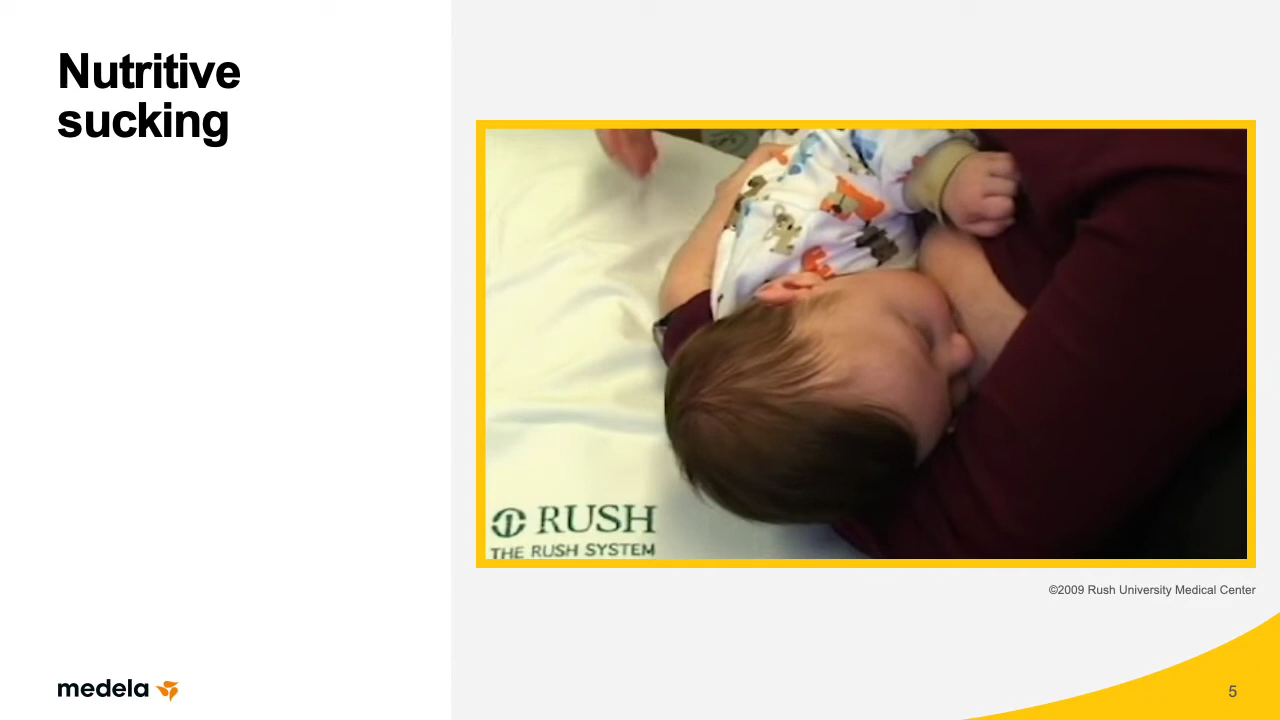 Nutritive
sucking
RUSH
THE RUSH SYSTEM
©2009 Rush University Medical Center
medela
5